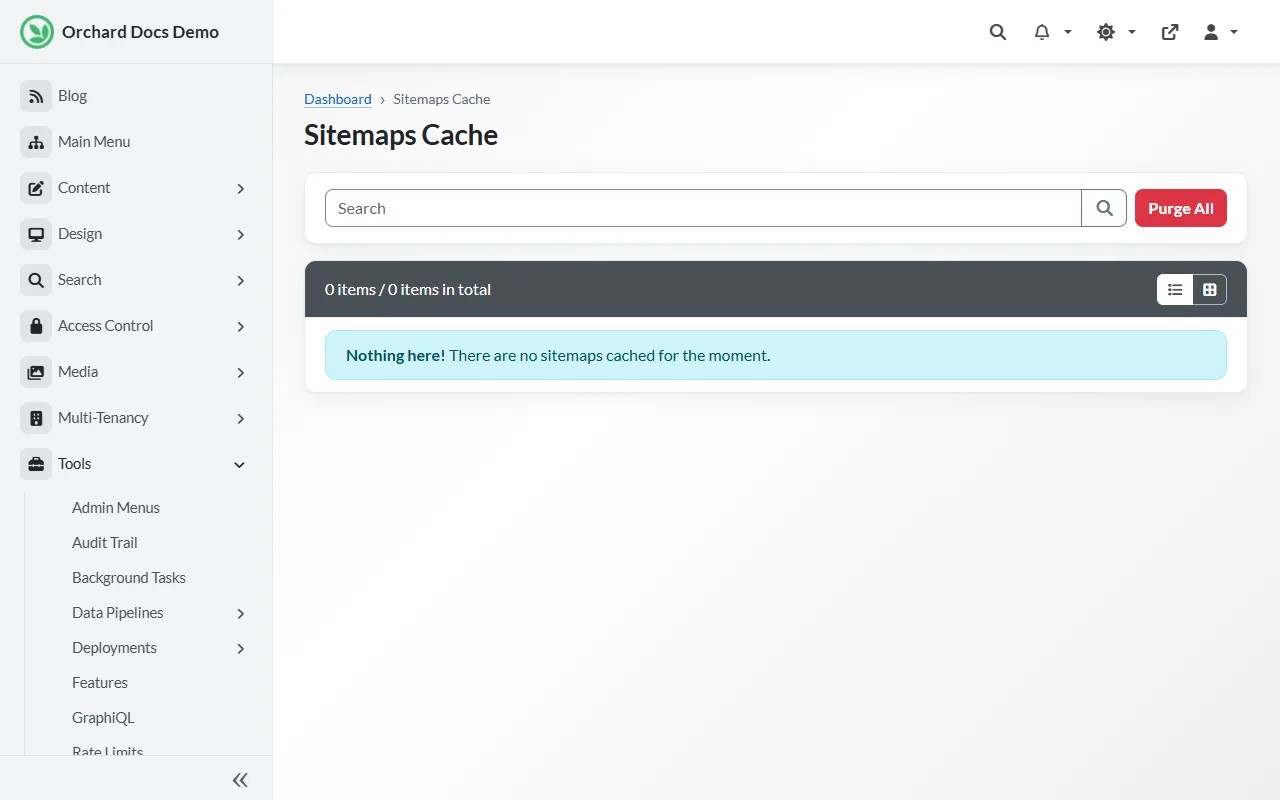 Orchard Docs Demo
Blog
Main Menu
Content
Design
Search
Access Control
Media
Multi-Tenancy
Tools
Admin Menus
Audit Trail
Background Tasks
Data Pipelines
Deployments
Features
GraphiQL
Rate Limits
Dashboard › Sitemaps Cache
Sitemaps Cache
Search
Purge All
0 items / 0 items in total
Nothing here! There are no sitemaps cached for the moment.